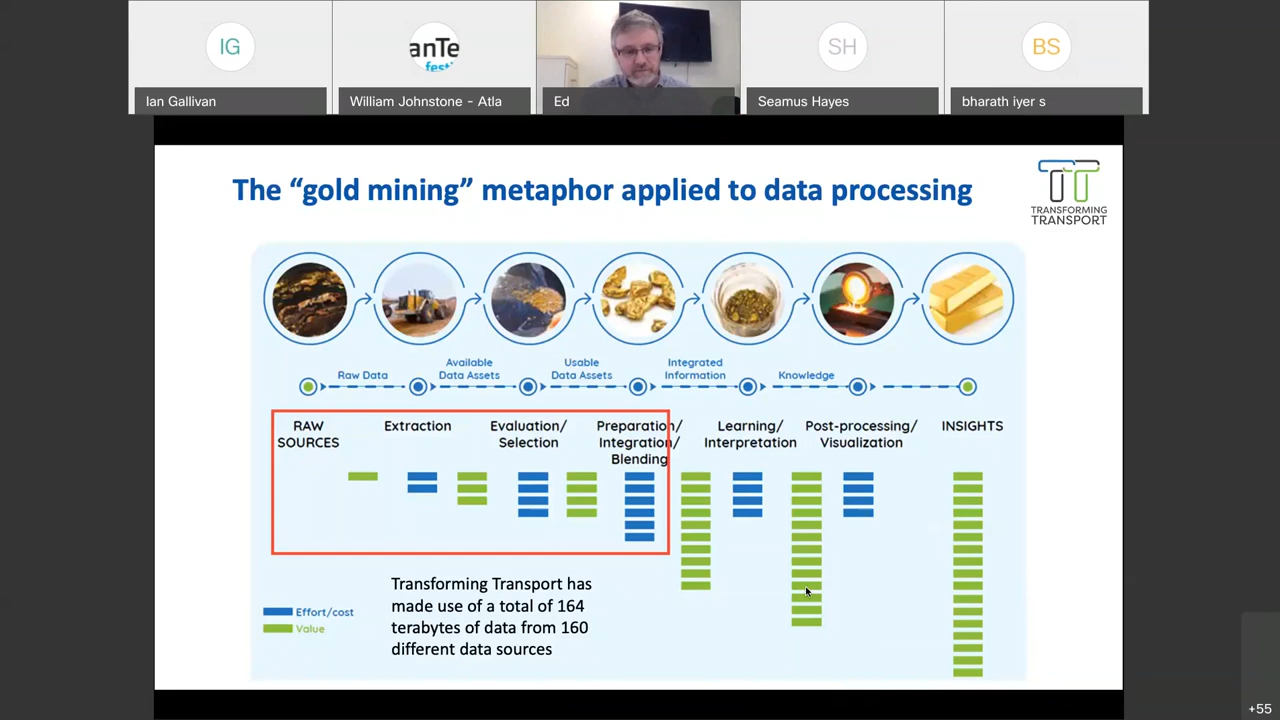 IG
anTe
festi
SH
BS
Ian Gallivan
William Johnstone - Atla
Ed
Seamus Hayes
bharath iyer s
The “gold mining” metaphor applied to data processing
TT
TRANSFORMING
TRANSPORT
Raw Data
Available
Data Assets
Usable
Data Assets
Integrated
Information
Knowledge
RAW
SOURCES
Extraction
Evaluation/
Selection
Preparation/
Integration/
Blending
Learning/
Interpretation
Post-processing/
Visualization
INSIGHTS
Effort/cost
Value
Transforming Transport has
made use of a total of 164
terabytes of data from 160
different data sources
+55